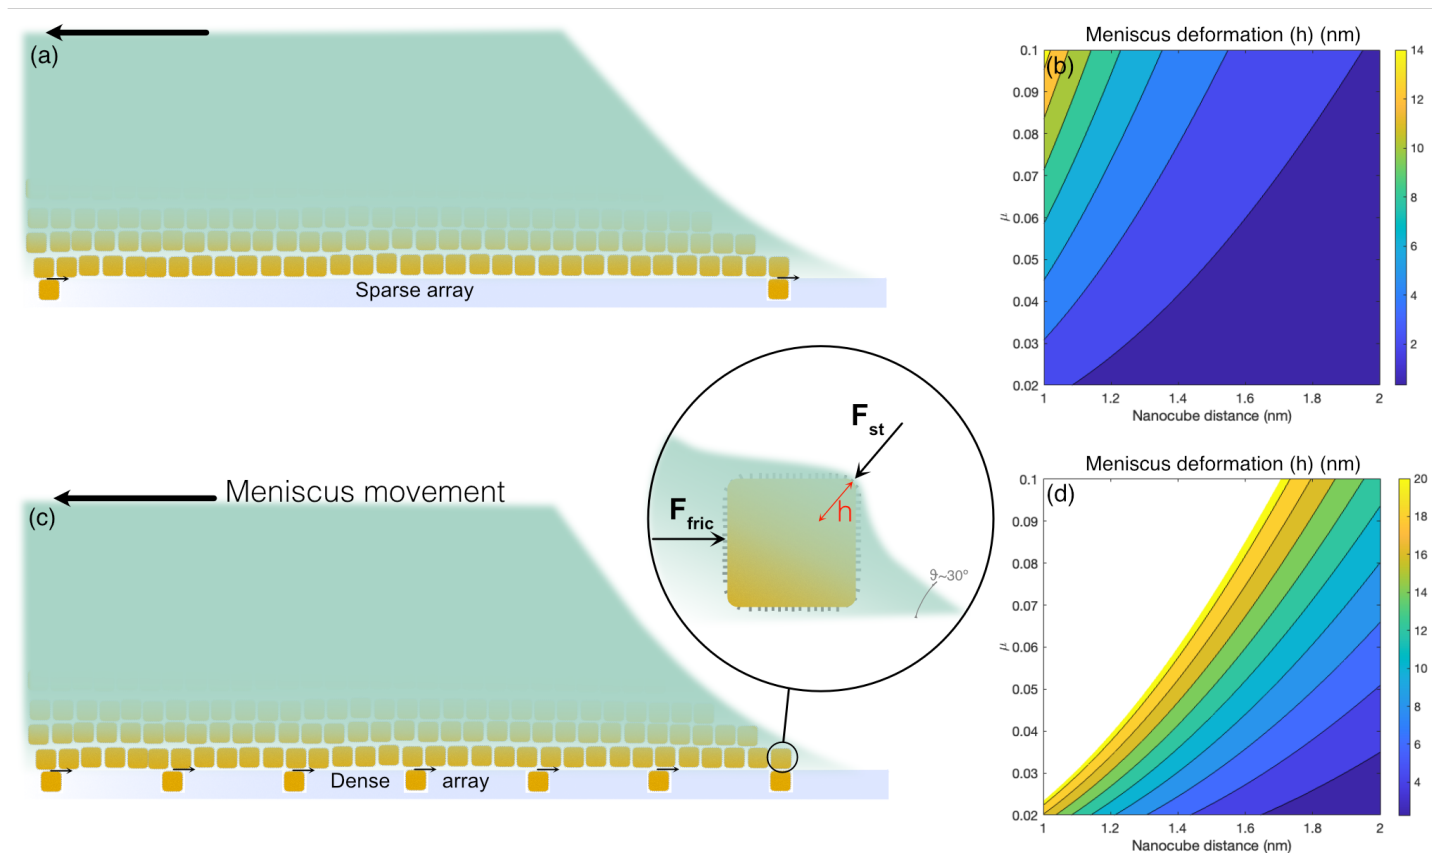 (a)
Sparse array
Meniscus deformation (h) (nm)
(b)
0.1
0.09
0.08
0.07
0.06
0.05
0.04
0.03
0.02
μ
1
1.2
1.4
1.6
1.8
2
Nanocube distance (nm)
14
12
10
8
6
4
2
Meniscus movement
(c)
Dense array
F fric
F st
h
ϑ~30°
Meniscus deformation (h) (nm)
(d)
0.1
0.09
0.08
0.07
0.06
0.05
0.04
0.03
0.02
μ
1
1.2
1.4
1.6
1.8
2
Nanocube distance (nm)
20
18
16
14
12
10
8
6
4